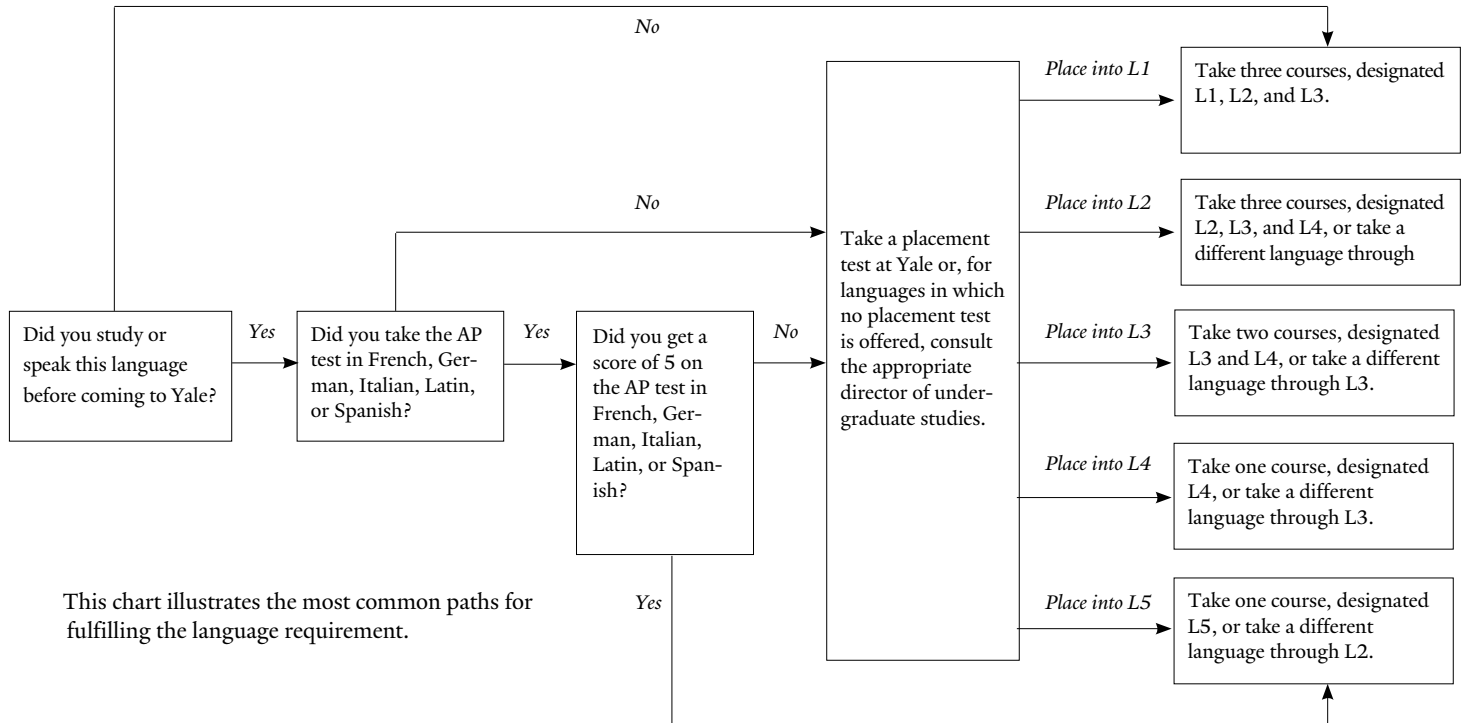 No
Place into L1
Take three courses, designated
L1, L2, and L3.
No
Place into L2
Take three courses, designated
L2, L3, and L4, or take a
different language through
Did you study or
speak this language
before coming to Yale?
Yes
Did you take the AP
test in French, Ger-
man, Italian, Latin,
or Spanish?
Yes
Did you get a
score of 5 on
the AP test in
French, Ger-
man, Italian,
Latin, or Span-
ish?
No
Take a placement
test at Yale or, for
languages in which
no placement test
is offered, consult
the appropriate
director of under-
graduate studies.
Place into L3
Take two courses, designated
L3 and L4, or take a different
language through L3.
Place into L4
Take one course, designated
L4, or take a different
language through L3.
Yes
Place into L5
Take one course, designated
L5, or take a different
language through L2.
This chart illustrates the most common paths for
fulfilling the language requirement.